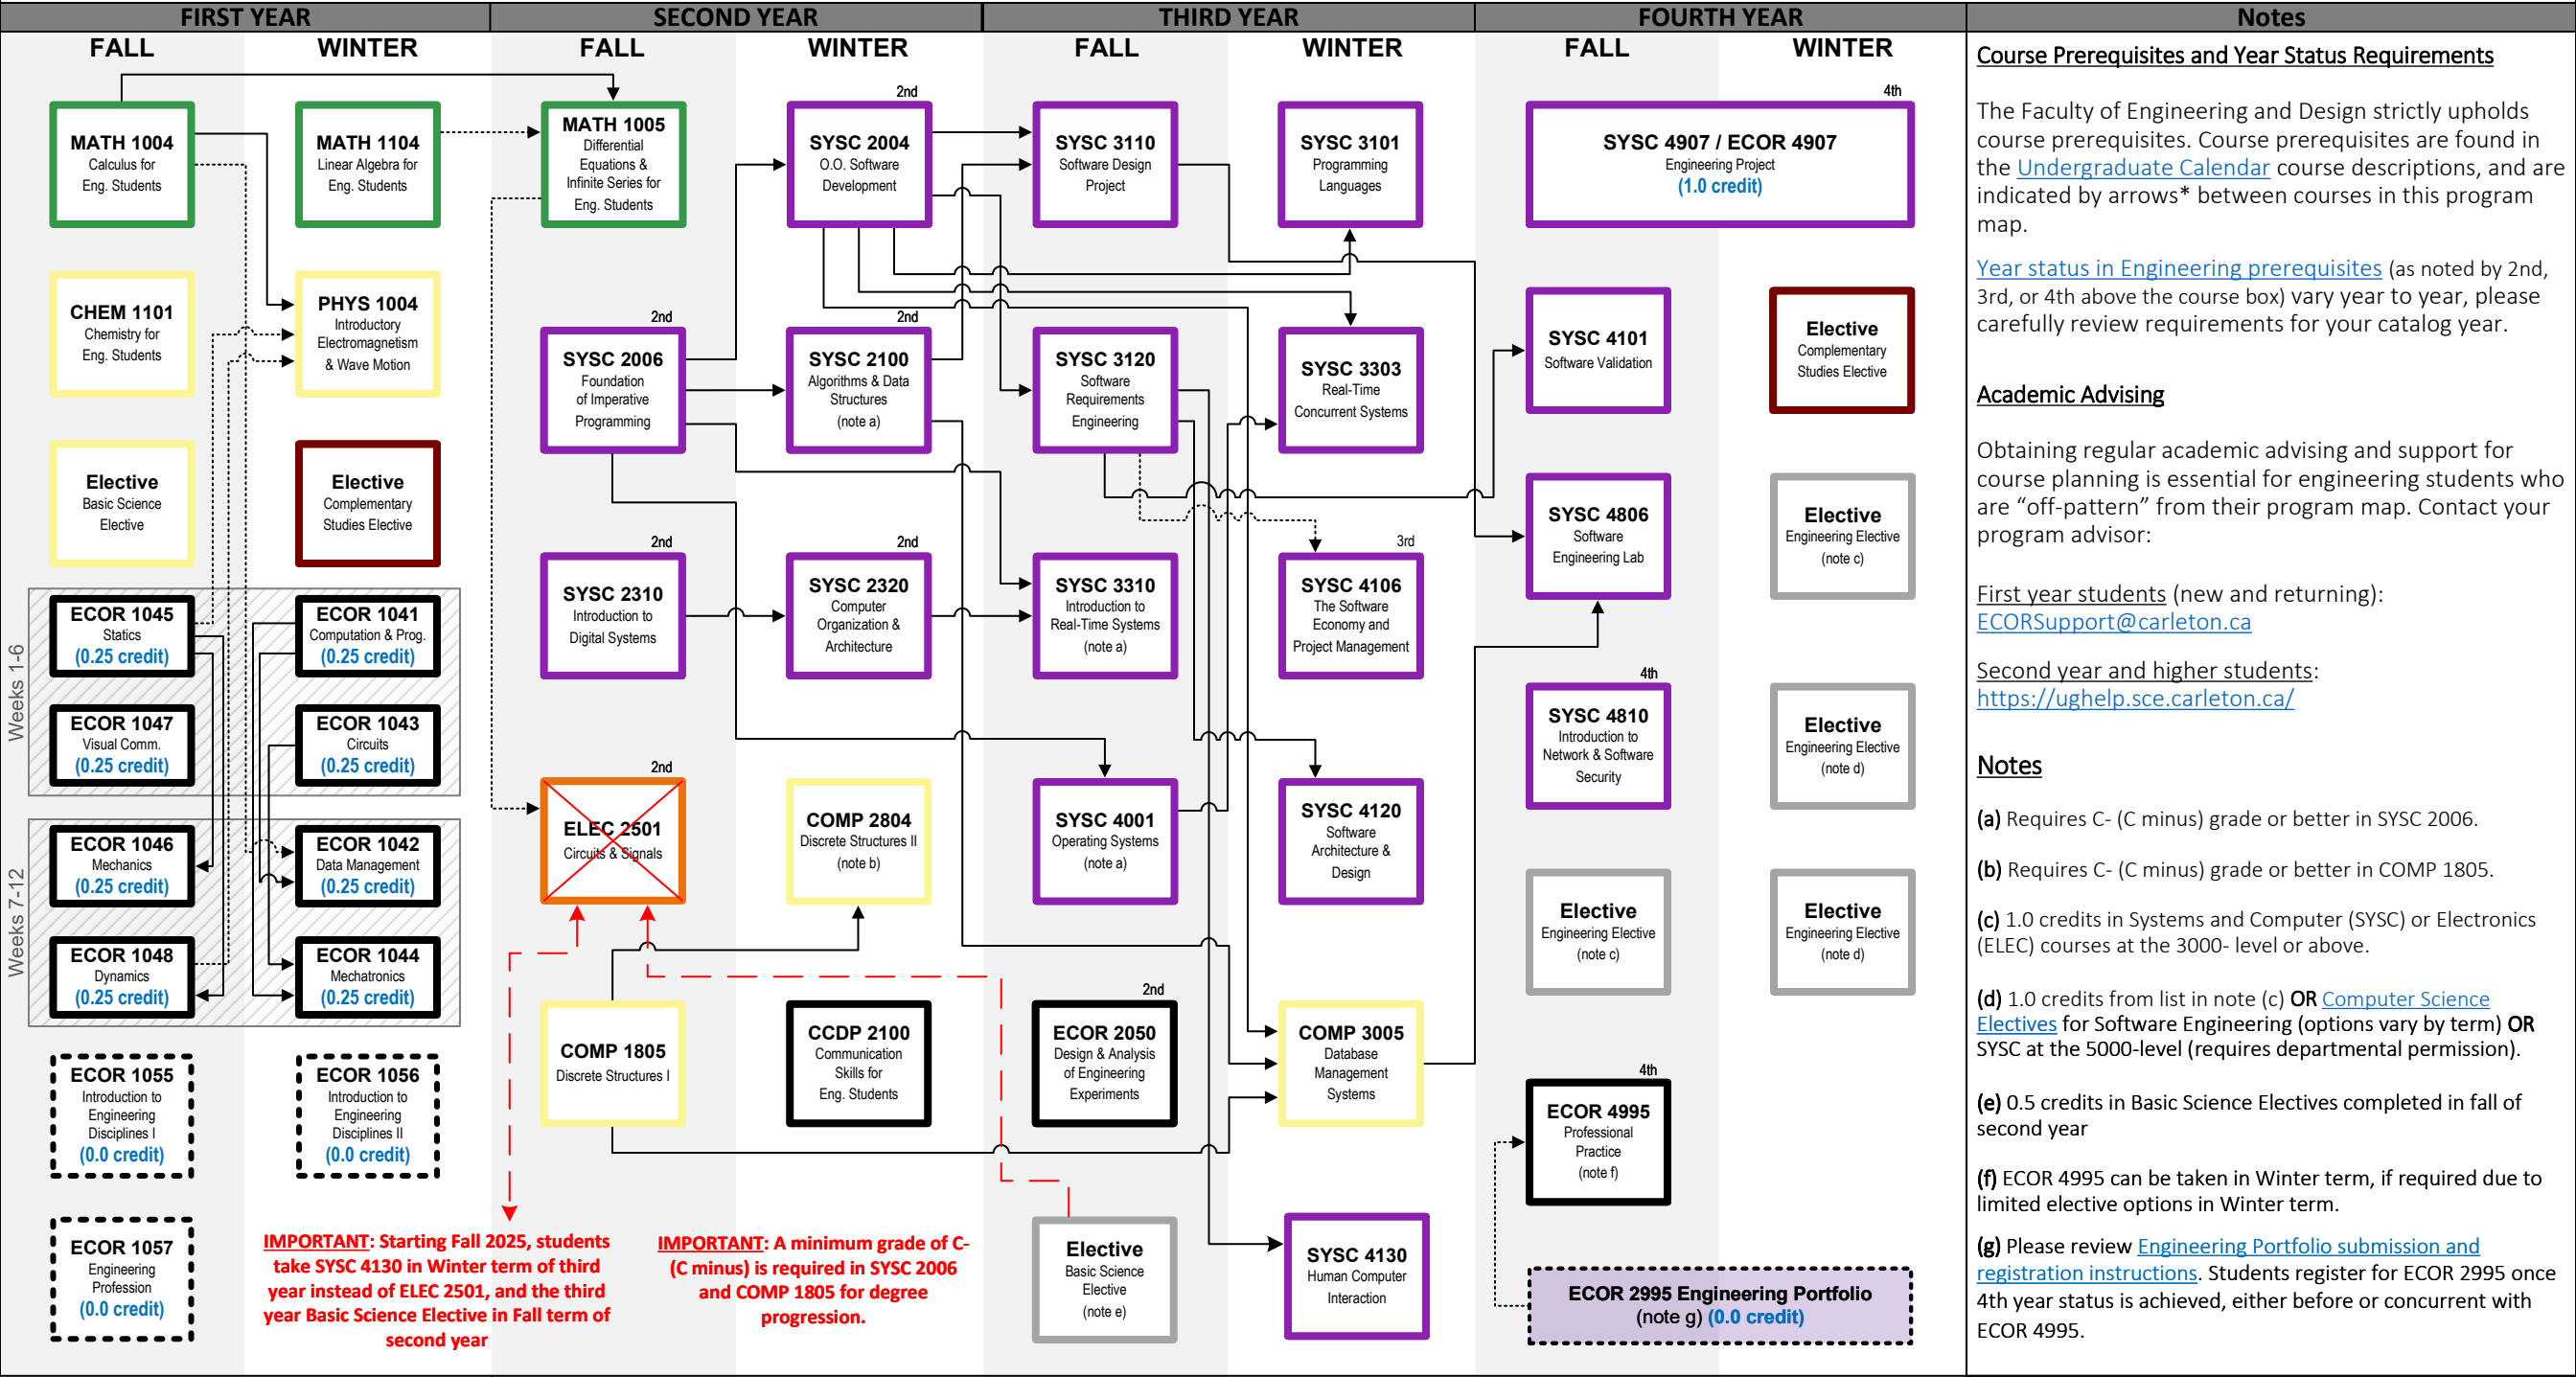 FIRST YEAR
SECOND YEAR
THIRD YEAR
FOURTH YEAR
Notes
FALL
WINTER
FALL
WINTER
FALL
WINTER
FALL
WINTER
MATH 1004
Calculus for
Eng. Students
CHEM 1101
Chemistry for
Eng. Students
Elective
Basic Science
Elective
Weeks 1-6
ECOR 1045
Statics
(0.25 credit)
ECOR 1047
Visual Comm.
(0.25 credit)
Weeks 7-12
ECOR 1046
Mechanics
(0.25 credit)
ECOR 1048
Dynamics
(0.25 credit)
ECOR 1055
Introduction to
Engineering
Disciplines I
(0.0 credit)
ECOR 1057
Engineering
Profession
(0.0 credit)
MATH 1104
Linear Algebra for
Eng. Students
PHYS 1004
Introductory
Electromagnetism
& Wave Motion
Elective
Complementary
Studies Elective
ECOR 1041
Computation & Prog.
(0.25 credit)
ECOR 1043
Circuits
(0.25 credit)
ECOR 1042
Data Management
(0.25 credit)
ECOR 1044
Mechatronics
(0.25 credit)
ECOR 1056
Introduction to
Engineering
Disciplines II
(0.0 credit)
IMPORTANT: Starting Fall 2025, students
take SYSC 4130 in Winter term of third
year instead of ELEC 2501, and the third
year Basic Science Elective in Fall term of
second year
MATH 1005
Differential
Equations &
Infinite Series for
Eng. Students
2nd
SYSC 2006
Foundation
of Imperative
Programming
2nd
SYSC 2310
Introduction to
Digital Systems
2nd
ELEC 2501
Circuits & Signals
COMP 1805
Discrete Structures I
2nd
SYSC 2004
O.O. Software
Development
2nd
SYSC 2100
Algorithms & Data
Structures
(note a)
2nd
SYSC 2320
Computer
Organization &
Architecture
COMP 2804
Discrete Structures II
(note b)
CCDP 2100
Communication
Skills for
Eng. Students
IMPORTANT: A minimum grade of C-
(C minus) is required in SYSC 2006
and COMP 1805 for degree
progression.
SYSC 3110
Software Design
Project
SYSC 3120
Software
Requirements
Engineering
SYSC 3310
Introduction to
Real-Time Systems
(note a)
SYSC 4001
Operating Systems
(note a)
2nd
ECOR 2050
Design & Analysis
of Engineering
Experiments
Elective
Basic Science
Elective
(note e)
SYSC 3101
Programming
Languages
SYSC 3303
Real-Time
Concurrent Systems
3rd
SYSC 4106
The Software
Economy and
Project Management
SYSC 4120
Software
Architecture &
Design
COMP 3005
Database
Management
Systems
SYSC 4130
Human Computer
Interaction
4th
SYSC 4907 / ECOR 4907
Engineering Project
(1.0 credit)
SYSC 4101
Software Validation
SYSC 4806
Software
Engineering Lab
4th
SYSC 4810
Introduction to
Network & Software
Security
Elective
Engineering Elective
(note c)
4th
ECOR 4995
Professional
Practice
(note f)
ECOR 2995 Engineering Portfolio
(note g) (0.0 credit)
Elective
Complementary
Studies Elective
Elective
Engineering Elective
(note c)
Elective
Engineering Elective
(note d)
Elective
Engineering Elective
(note d)
Course Prerequisites and Year Status Requirements
The Faculty of Engineering and Design strictly upholds
course prerequisites. Course prerequisites are found in
the Undergraduate Calendar course descriptions, and are
indicated by arrows* between courses in this program
map.
Year status in Engineering prerequisites (as noted by 2nd,
3rd, or 4th above the course box) vary year to year, please
carefully review requirements for your catalog year.
Academic Advising
Obtaining regular academic advising and support for
course planning is essential for engineering students who
are “off-pattern” from their program map. Contact your
program advisor:
First year students (new and returning):
ECORSupport@carleton.ca
Second year and higher students:
https://ughelp.sce.carleton.ca/
Notes
(a) Requires C- (C minus) grade or better in SYSC 2006.
(b) Requires C- (C minus) grade or better in COMP 1805.
(c) 1.0 credits in Systems and Computer (SYSC) or Electronics
(ELEC) courses at the 3000- level or above.
(d) 1.0 credits from list in note (c) OR Computer Science
Electives for Software Engineering (options vary by term) OR
SYSC at the 5000-level (requires departmental permission).
(e) 0.5 credits in Basic Science Electives completed in fall of
second year
(f) ECOR 4995 can be taken in Winter term, if required due to
limited elective options in Winter term.
(g) Please review Engineering Portfolio submission and
registration instructions. Students register for ECOR 2995 once
4th year status is achieved, either before or concurrent with
ECOR 4995.